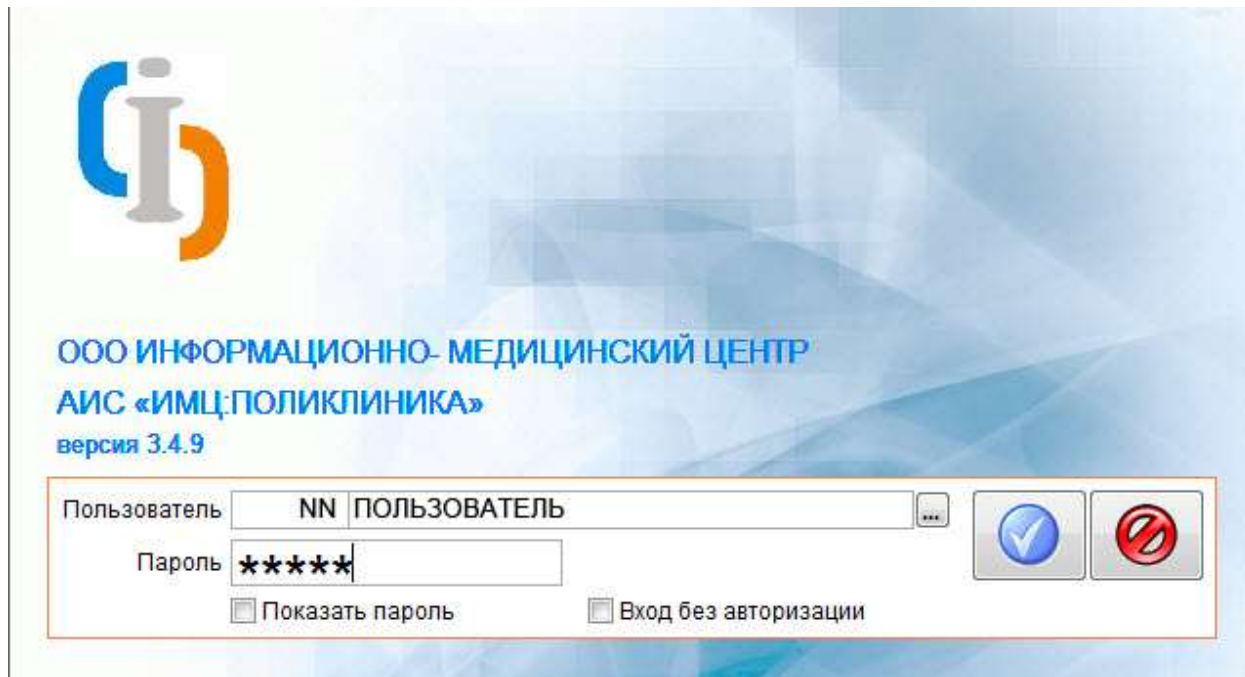 ООО ИНФОРМАЦИОННО- МЕДИЦИНСКИЙ ЦЕНТР
АИС «ИМЦ:ПОЛИКЛИНИКА»
версия 3.4.9
Пользователь NN ПОЛЬЗОВАТЕЛЬ ...
Пароль *****
Показать пароль Вход без авторизации